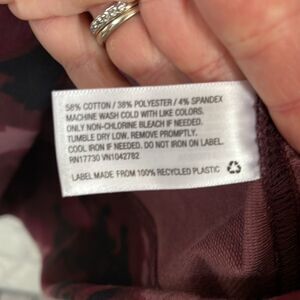 58% COTTON / 38% POLYESTER / 4% SPANDEX
MACHINE WASH COLD WITH LIKE COLORS.
ONLY NON-CHLORINE BLEACH IF NEEDED.
TUMBLE DRY LOW. REMOVE PROMPTLY.
COOL IRON IF NEEDED. DO NOT IRON ON LABEL.
RN17730 VN1042782
LABEL MADE FROM 100% RECYCLED PLASTIC